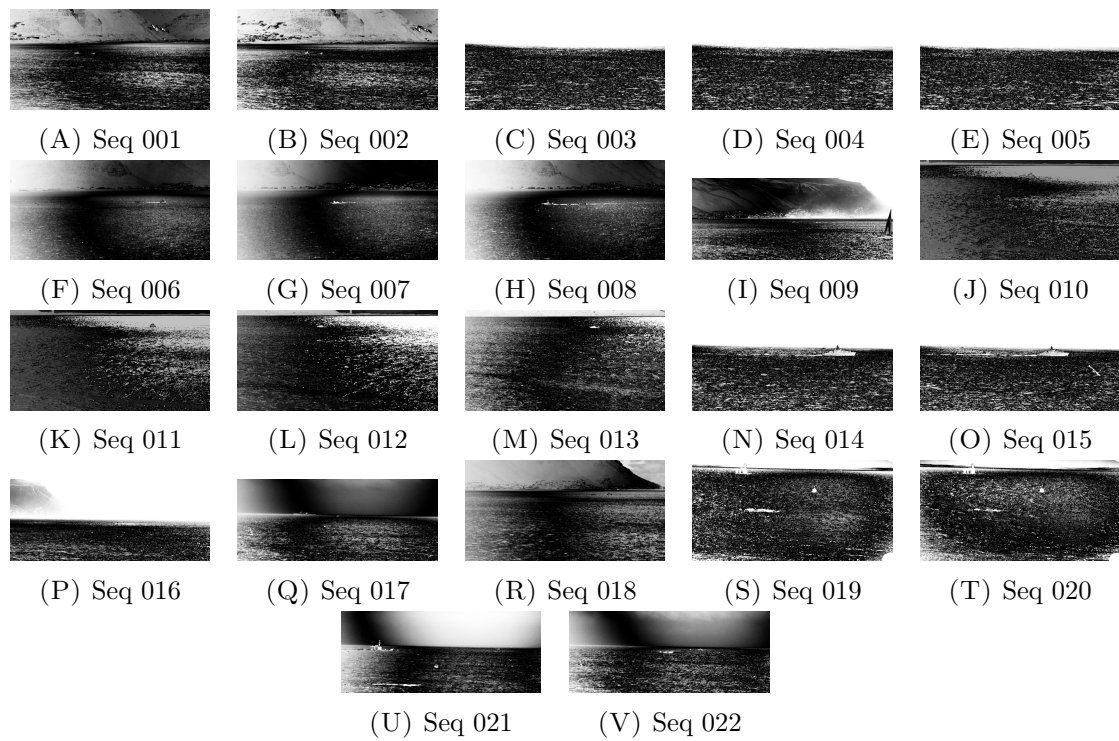 (A) Seq 001 (B) Seq 002 (C) Seq 003 (D) Seq 004 (E) Seq 005
(F) Seq 006 (G) Seq 007 (H) Seq 008 (I) Seq 009 (J) Seq 010
(K) Seq 011 (L) Seq 012 (M) Seq 013 (N) Seq 014 (O) Seq 015
(P) Seq 016 (Q) Seq 017 (R) Seq 018 (S) Seq 019 (T) Seq 020
(U) Seq 021 (V) Seq 022